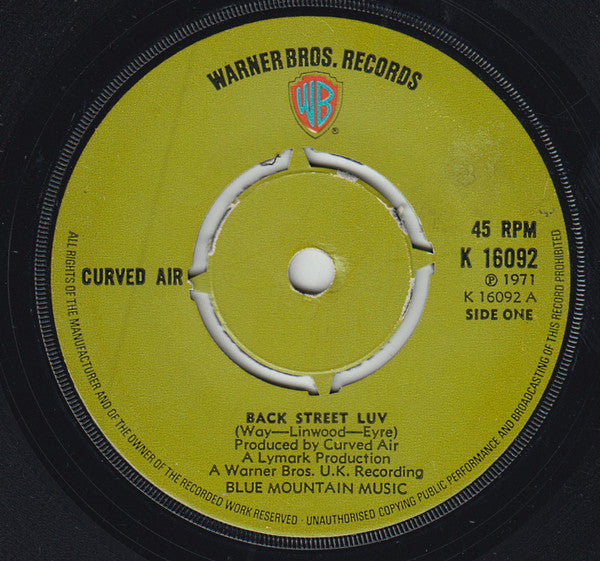 WARNER BROS. RECORDS
WB
®
45 RPM
K 16092
℗ 1971
K 16092 A
SIDE ONE
CURVED AIR
BACK STREET LUV
(Way—Linwood—Eyre)
Produced by Curved Air
A Lymark Production
A Warner Bros. U.K. Recording
BLUE MOUNTAIN MUSIC
ALL RIGHTS OF THE MANUFACTURER AND OF THE OWNER OF THE RECORDED WORK RESERVED · UNAUTHORISED COPYING PUBLIC PERFORMANCE AND BROADCASTING OF THIS RECORD PROHIBITED